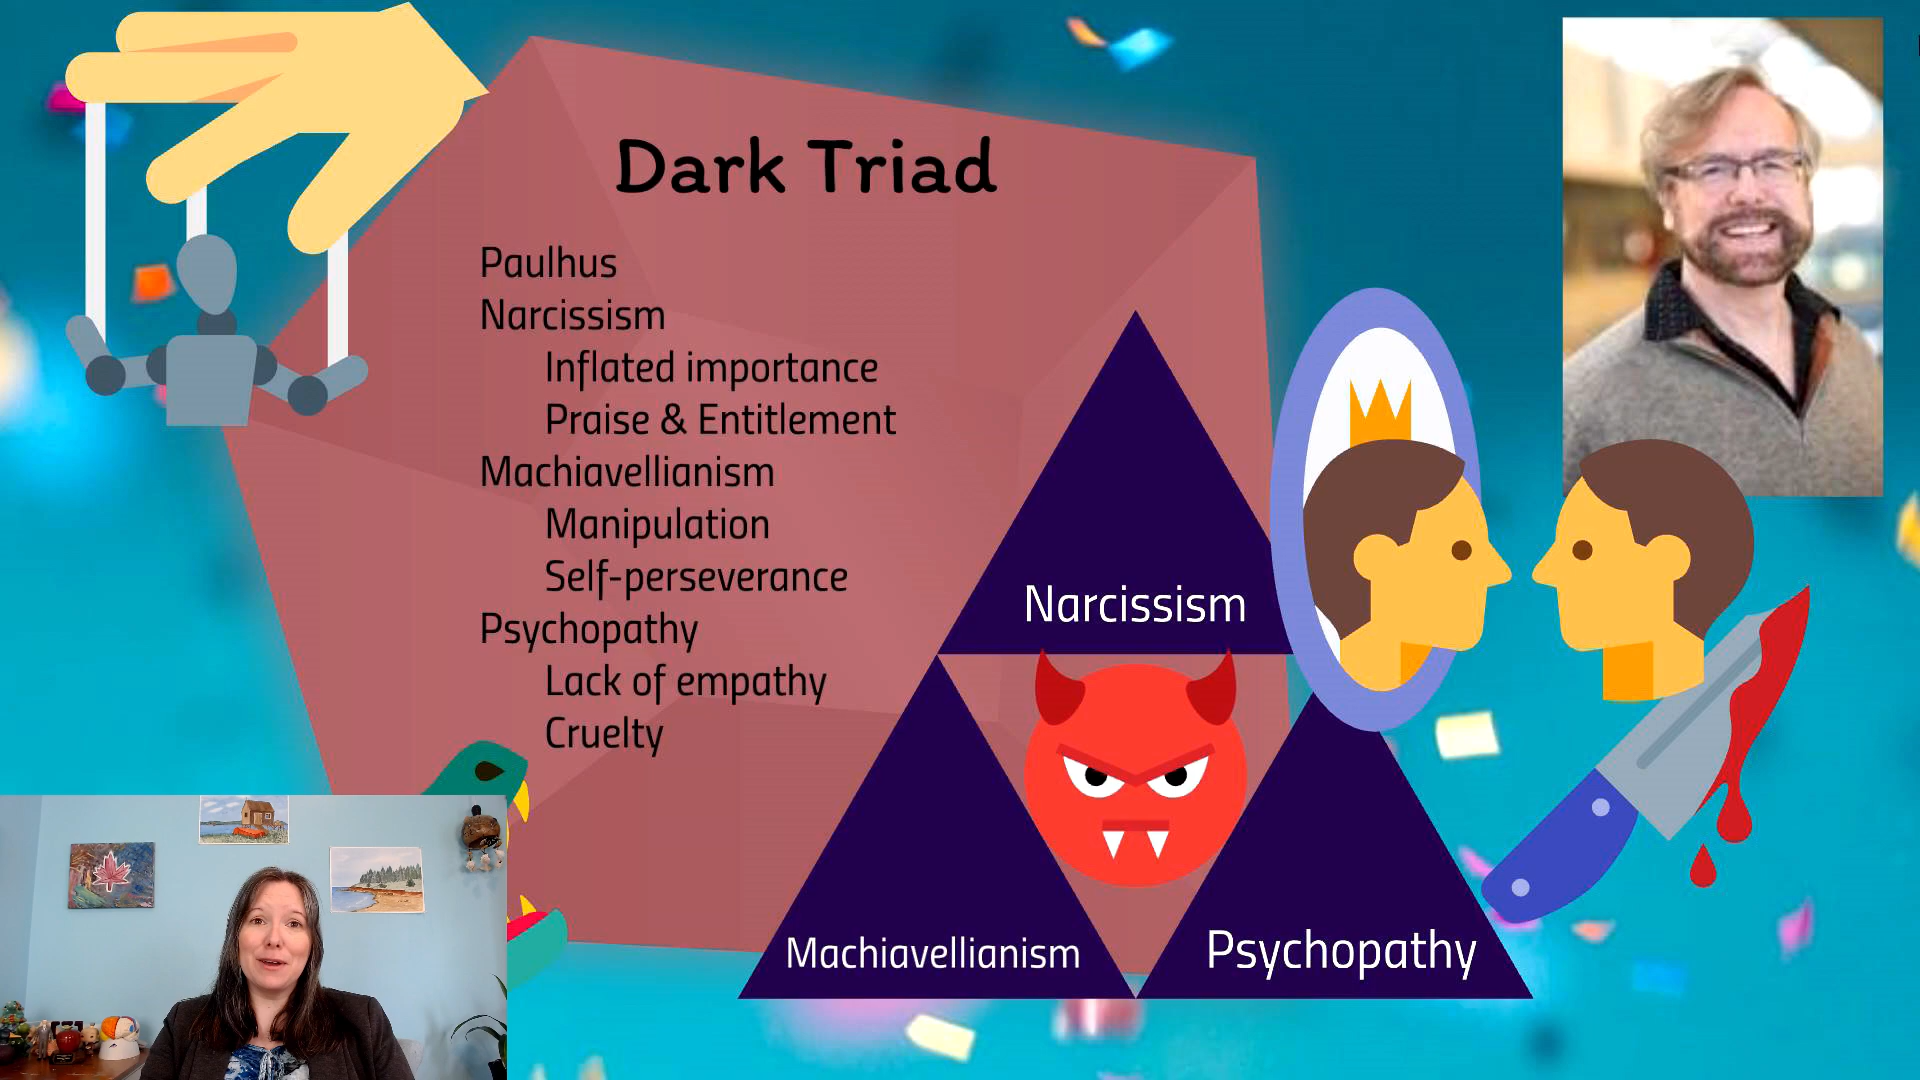 Dark Triad
Paulhus
Narcissism
Inflated importance
Praise & Entitlement
Machiavellianism
Manipulation
Self-perseverance
Psychopathy
Lack of empathy
Cruelty
Narcissism
Machiavellianism
Psychopathy